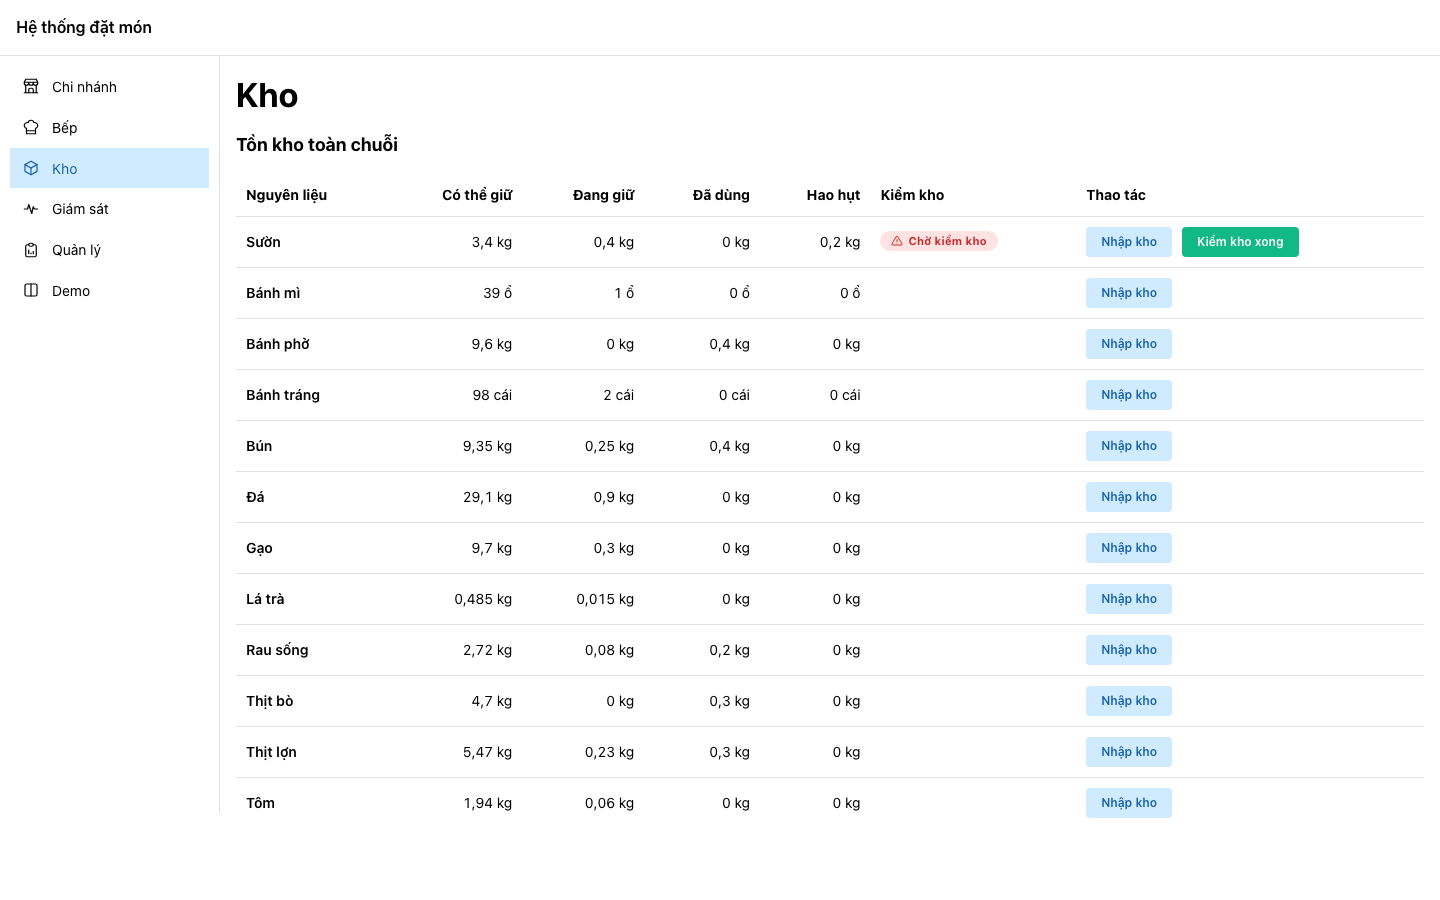 Hệ thống đặt món
Chi nhánh
Bếp
Kho
Giám sát
Quản lý
Demo
Kho
Tồn kho toàn chuỗi
Nguyên liệu Có thể giữ Đang giữ Đã dùng Hao hụt Kiểm kho Thao tác
Sườn 3,4 kg 0,4 kg 0 kg 0,2 kg Chờ kiểm kho Nhập kho Kiểm kho xong
Bánh mì 39 ổ 1 ổ 0 ổ 0 ổ Nhập kho
Bánh phở 9,6 kg 0 kg 0,4 kg 0 kg Nhập kho
Bánh tráng 98 cái 2 cái 0 cái 0 cái Nhập kho
Bún 9,35 kg 0,25 kg 0,4 kg 0 kg Nhập kho
Đá 29,1 kg 0,9 kg 0 kg 0 kg Nhập kho
Gạo 9,7 kg 0,3 kg 0 kg 0 kg Nhập kho
Lá trà 0,485 kg 0,015 kg 0 kg 0 kg Nhập kho
Rau sống 2,72 kg 0,08 kg 0,2 kg 0 kg Nhập kho
Thịt bò 4,7 kg 0 kg 0,3 kg 0 kg Nhập kho
Thịt lợn 5,47 kg 0,23 kg 0,3 kg 0 kg Nhập kho
Tôm 1,94 kg 0,06 kg 0 kg 0 kg Nhập kho